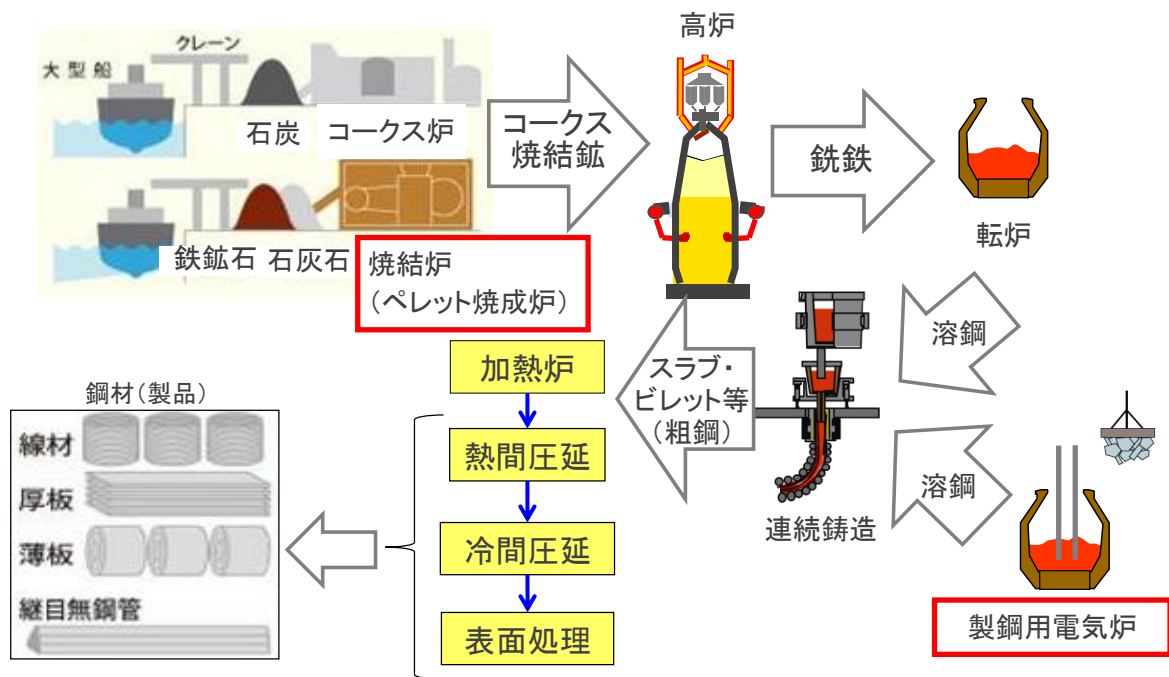 クレーン
大型船
石炭
コークス炉
鉄鉱石
石灰石
焼結炉
(ペレット焼成炉)
コークス
焼結鉱
高炉
銑鉄
転炉
溶鋼
溶鋼
製鋼用電気炉
連続鋳造
スラブ・
ビレット等
(粗鋼)
加熱炉
熱間圧延
冷間圧延
表面処理
鋼材(製品)
線材
厚板
薄板
継目無鋼管